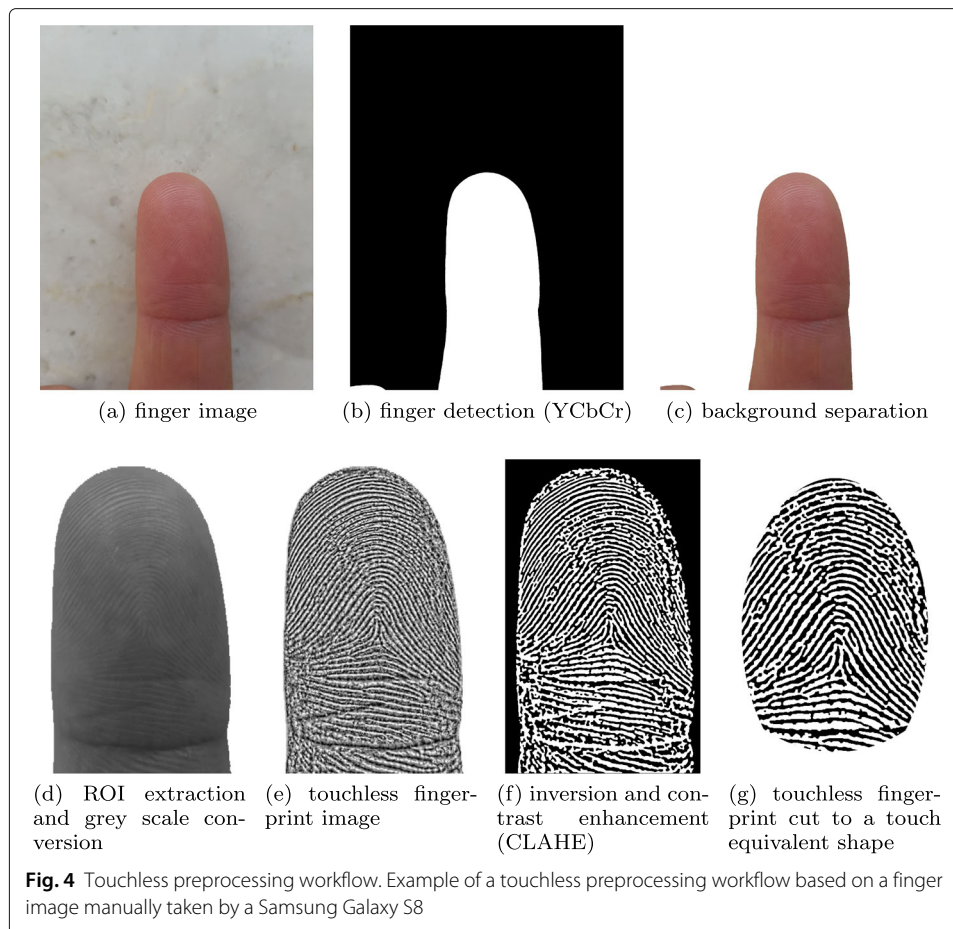 (a) finger image
(b) finger detection (YCbCr)
(c) background separation
(d) ROI extraction
and grey scale con-
version
(e) touchless finger-
print image
(f) inversion and con-
trast enhancement
(CLAHE)
(g) touchless finger-
print cut to a touch
equivalent shape
Fig. 4 Touchless preprocessing workflow. Example of a touchless preprocessing workflow based on a finger
image manually taken by a Samsung Galaxy S8